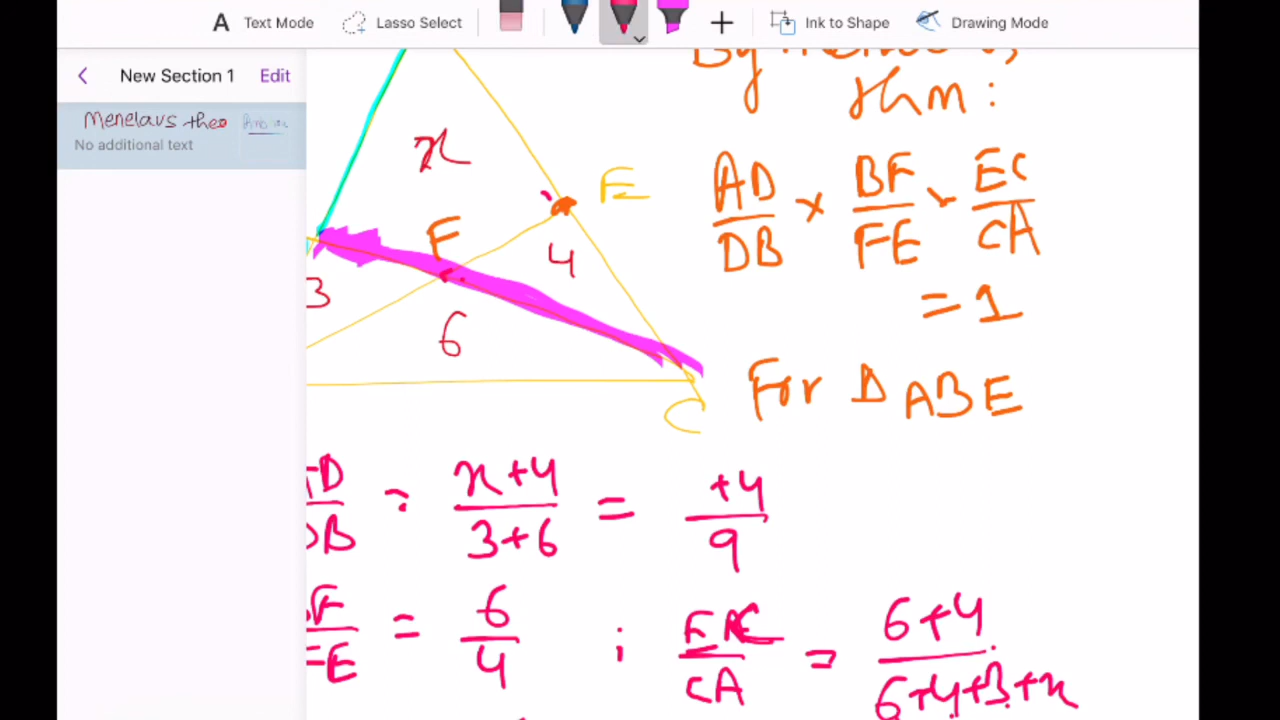 Text Mode Lasso Select Ink to Shape Drawing Mode
New Section 1 Edit
Menelaus theo
No additional text
thm :
x
E
F
4
3
6
C
AD/DB × BF/FE × EC/CA
= 1
For Δ ABE
x+4/3+6 = +4/9
= 6/4 ; /CA = 6+4/6+4+3+x